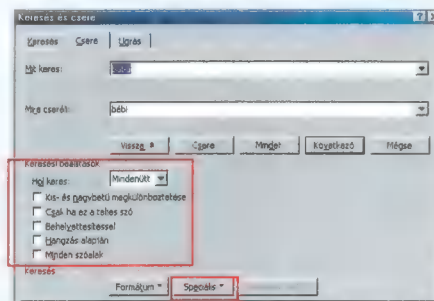 Keresés és csere
Keresés Csere Ugrás
Mit keres:
Mire cserél: bébi
Vissza Csere Mindet Következő Mégse
Keresési beállítások
Hol keres: Mindenütt
Kis- és nagybetű megkülönböztetése
Csak ha ez a teljes szó
Behelyettesítéssel
Hangzás alapján
Minden szóalak
Keresés
Formátum Speciális